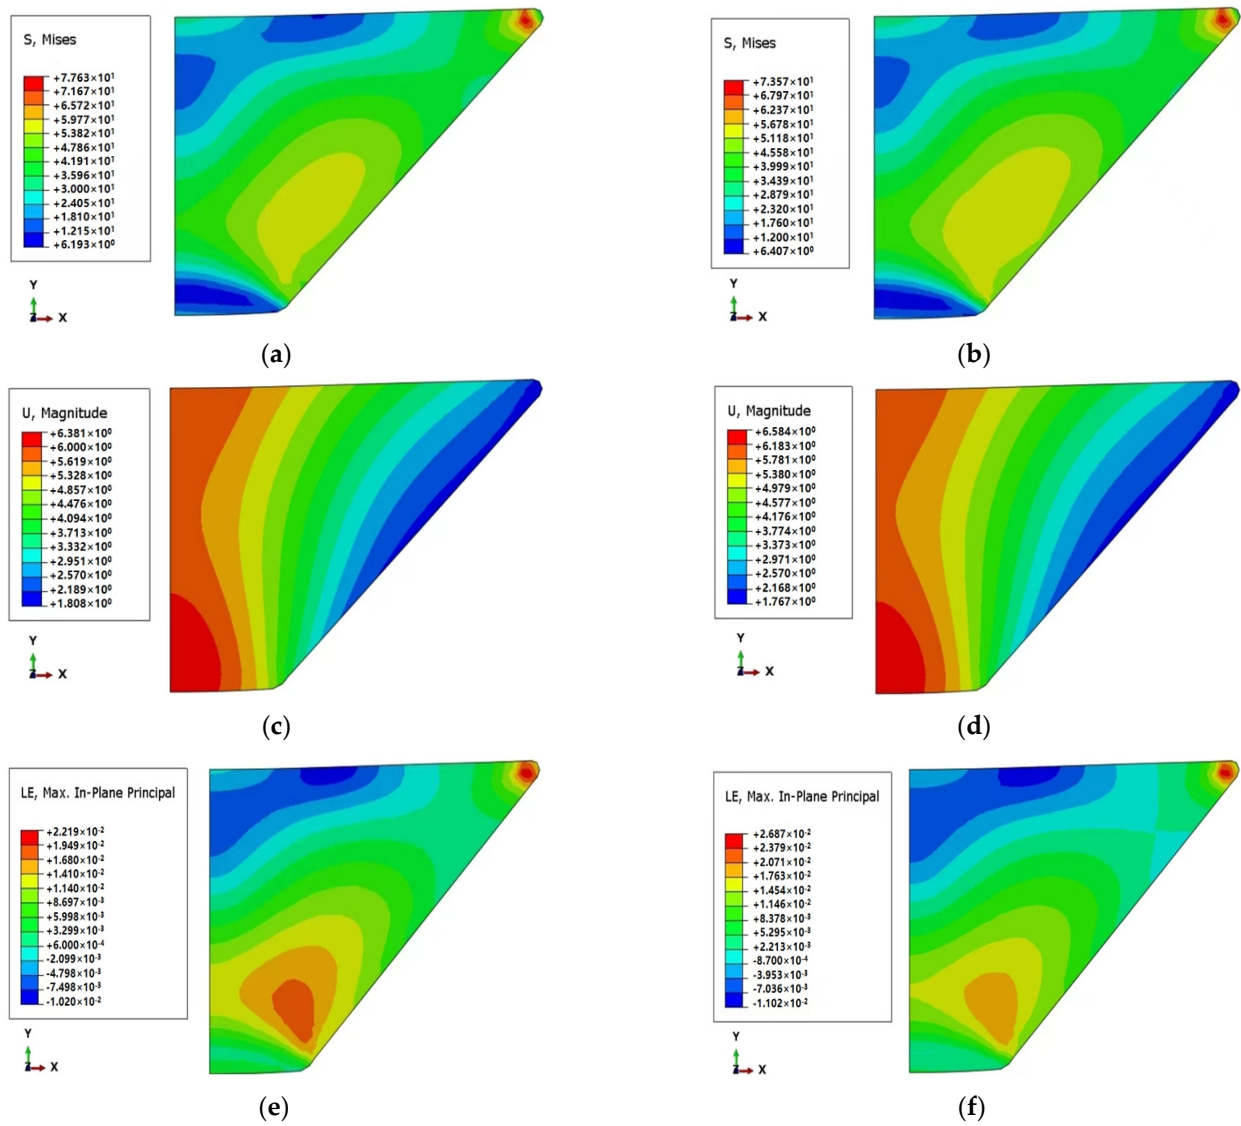 S, Mises
+7.763×10¹
+7.167×10¹
+6.572×10¹
+5.977×10¹
+5.382×10¹
+4.786×10¹
+4.191×10¹
+3.596×10¹
+3.000×10¹
+2.405×10¹
+1.810×10¹
+1.215×10¹
+6.193×10⁰
Y
Z
X
(a)
S, Mises
+7.357×10¹
+6.797×10¹
+6.237×10¹
+5.678×10¹
+5.118×10¹
+4.558×10¹
+3.999×10¹
+3.439×10¹
+2.879×10¹
+2.320×10¹
+1.760×10¹
+1.200×10¹
+6.407×10⁰
Y
Z
X
(b)
U, Magnitude
+6.381×10⁰
+6.000×10⁰
+5.619×10⁰
+5.328×10⁰
+4.857×10⁰
+4.476×10⁰
+4.094×10⁰
+3.713×10⁰
+3.332×10⁰
+2.951×10⁰
+2.570×10⁰
+2.189×10⁰
+1.808×10⁰
Y
Z
X
(c)
U, Magnitude
+6.584×10⁰
+6.183×10⁰
+5.781×10⁰
+5.380×10⁰
+4.979×10⁰
+4.577×10⁰
+4.176×10⁰
+3.774×10⁰
+3.373×10⁰
+2.971×10⁰
+2.570×10⁰
+2.168×10⁰
+1.767×10⁰
Y
Z
X
(d)
LE, Max. In-Plane Principal
+2.219×10⁻²
+1.949×10⁻²
+1.680×10⁻²
+1.410×10⁻²
+1.140×10⁻²
+8.697×10⁻³
+5.998×10⁻³
+3.299×10⁻³
+6.000×10⁻⁴
-2.099×10⁻³
-4.798×10⁻³
-7.498×10⁻³
-1.020×10⁻²
Y
Z
X
(e)
LE, Max. In-Plane Principal
+2.687×10⁻²
+2.379×10⁻²
+2.071×10⁻²
+1.763×10⁻²
+1.454×10⁻²
+1.146×10⁻²
+8.378×10⁻³
+5.295×10⁻³
+2.213×10⁻³
-8.700×10⁻⁴
-3.953×10⁻³
-7.036×10⁻³
-1.102×10⁻²
Y
Z
X
(f)